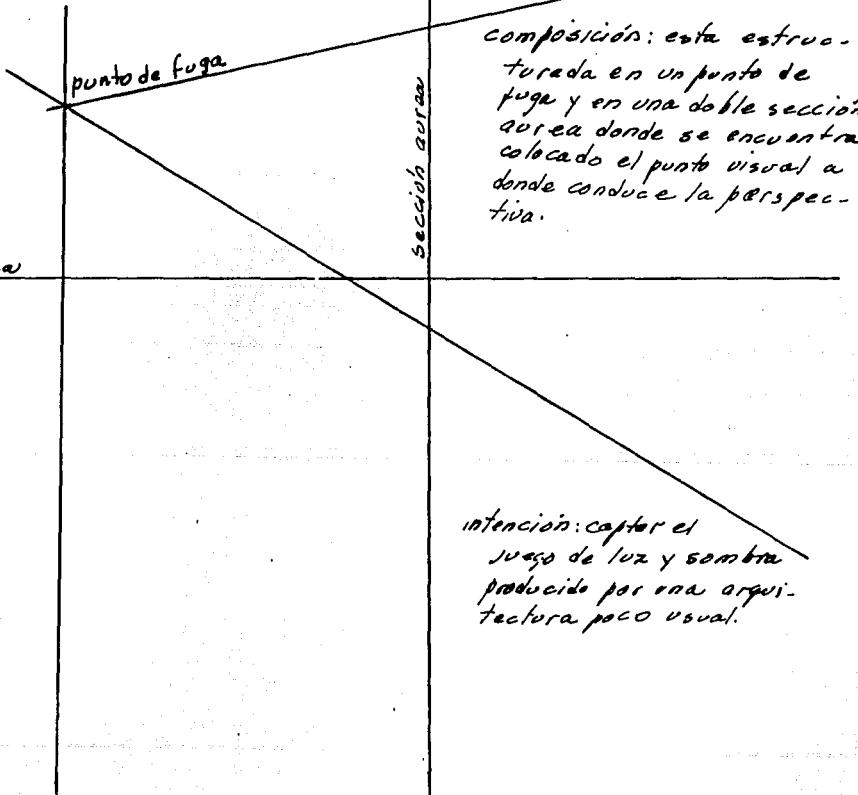 punto de fuga
sección aurea
composición: esta estruc-
turada en un punto de
fuga y en una doble sección
aurea donde se encuentra
colocado el punto visual a
donde conduce la perspec-
tiva.
a
intención: captar el
juego de luz y sombra
producido por una arqui-
tectura poco usual.